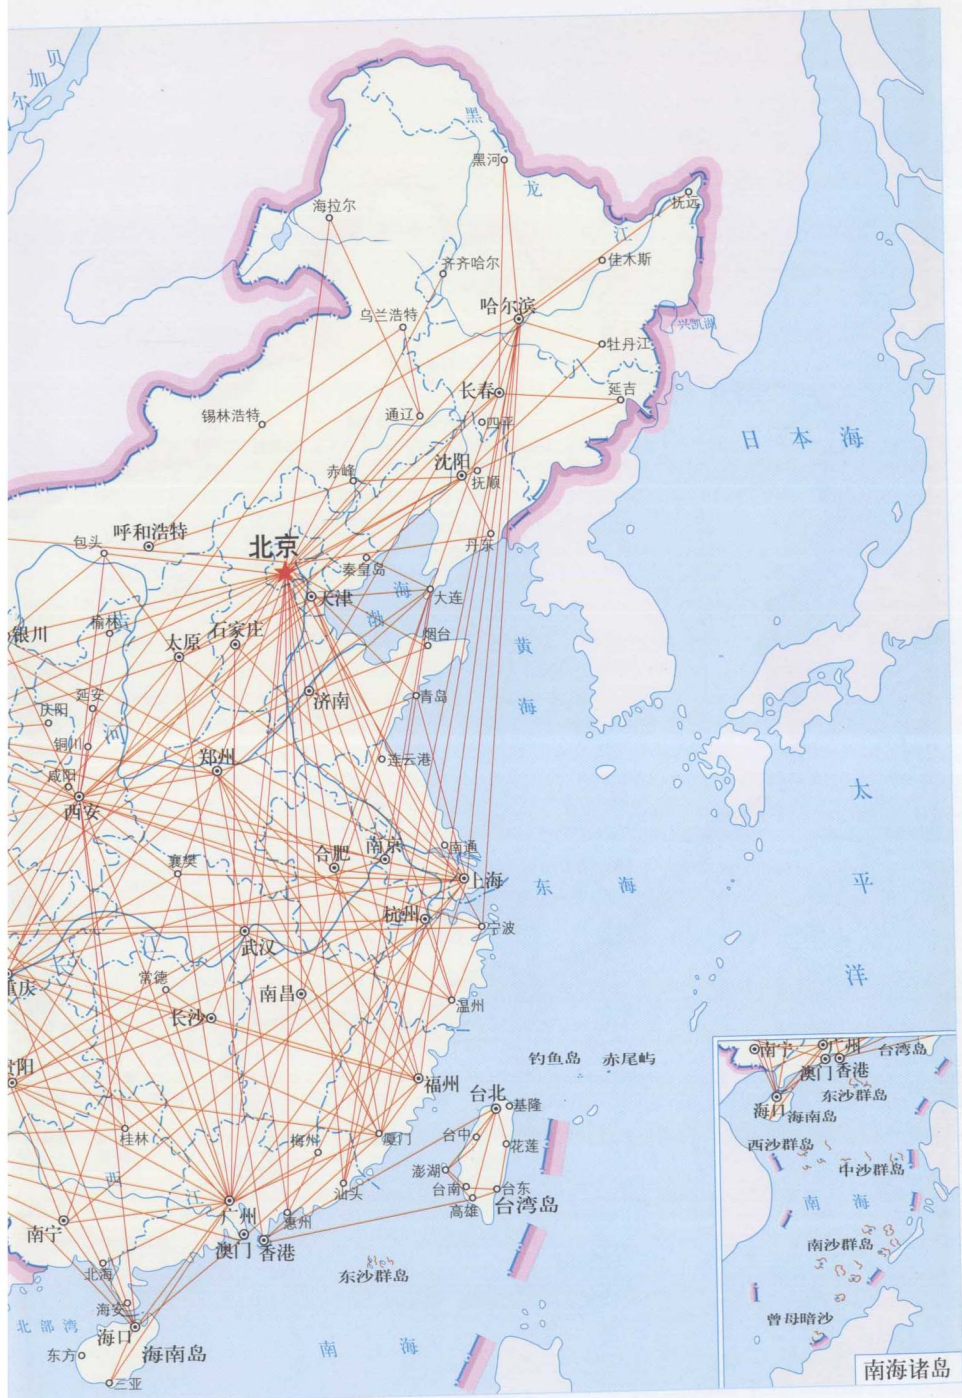 贝加尔
黑龙江
黑河
抚远
海拉尔
齐齐哈尔
佳木斯
乌兰浩特
哈尔滨
兴凯湖
牡丹江
锡林浩特
通辽
长春
延吉
四平
日本海
赤峰
沈阳
抚顺
呼和浩特
包头
北京
丹东
秦皇岛
渤海
天津
大连
银川
榆林
黄河
太原
石家庄
烟台
黄海
延安
济南
青岛
庆阳
铜川
郑州
连云港
咸阳
西安
太平洋
襄樊
合肥
南京
南通
上海
东海
杭州
宁波
武汉
江
重庆
常德
南昌
长沙
温州
钓鱼岛
赤尾屿
贵阳
福州
台北
基隆
桂林
梅州
厦门
台中
花莲
澎湖
西江
汕头
台南
台东
高雄
台湾岛
南宁
广州
惠州
澳门
香港
北海
东沙群岛
海安
北部湾
海口
东方
海南岛
三亚
南海
南宁
广州
台湾岛
澳门
香港
东沙群岛
海口
海南岛
西沙群岛
中沙群岛
南海
南沙群岛
曾母暗沙
南海诸岛